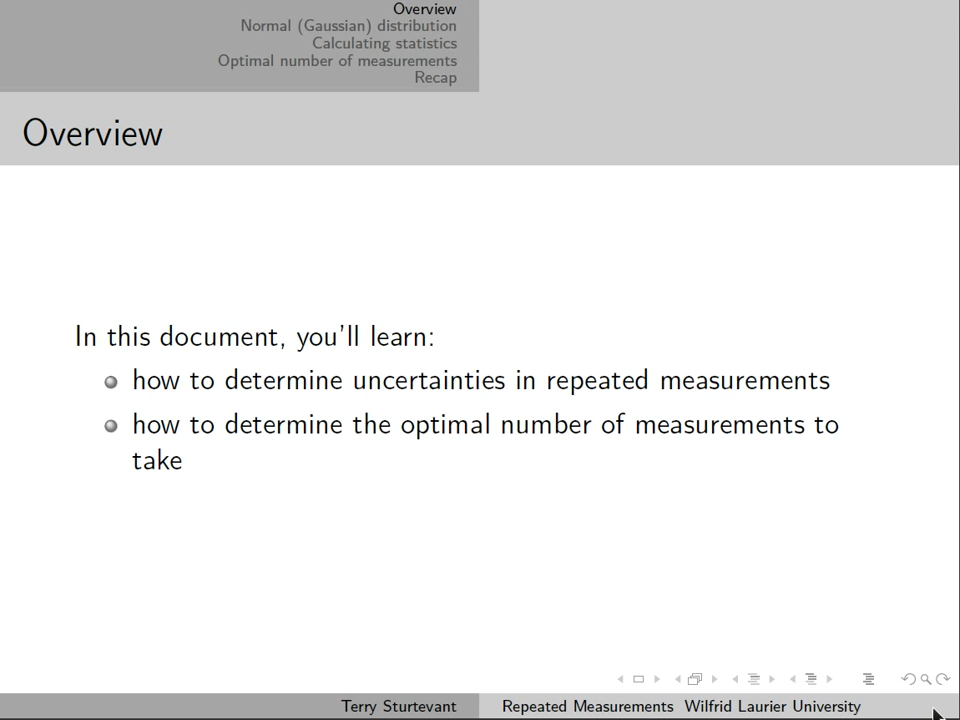 Overview
Normal (Gaussian) distribution
Calculating statistics
Optimal number of measurements
Recap
Overview
In this document, you'll learn:
how to determine uncertainties in repeated measurements
how to determine the optimal number of measurements to
take
Terry Sturtevant Repeated Measurements Wilfrid Laurier University